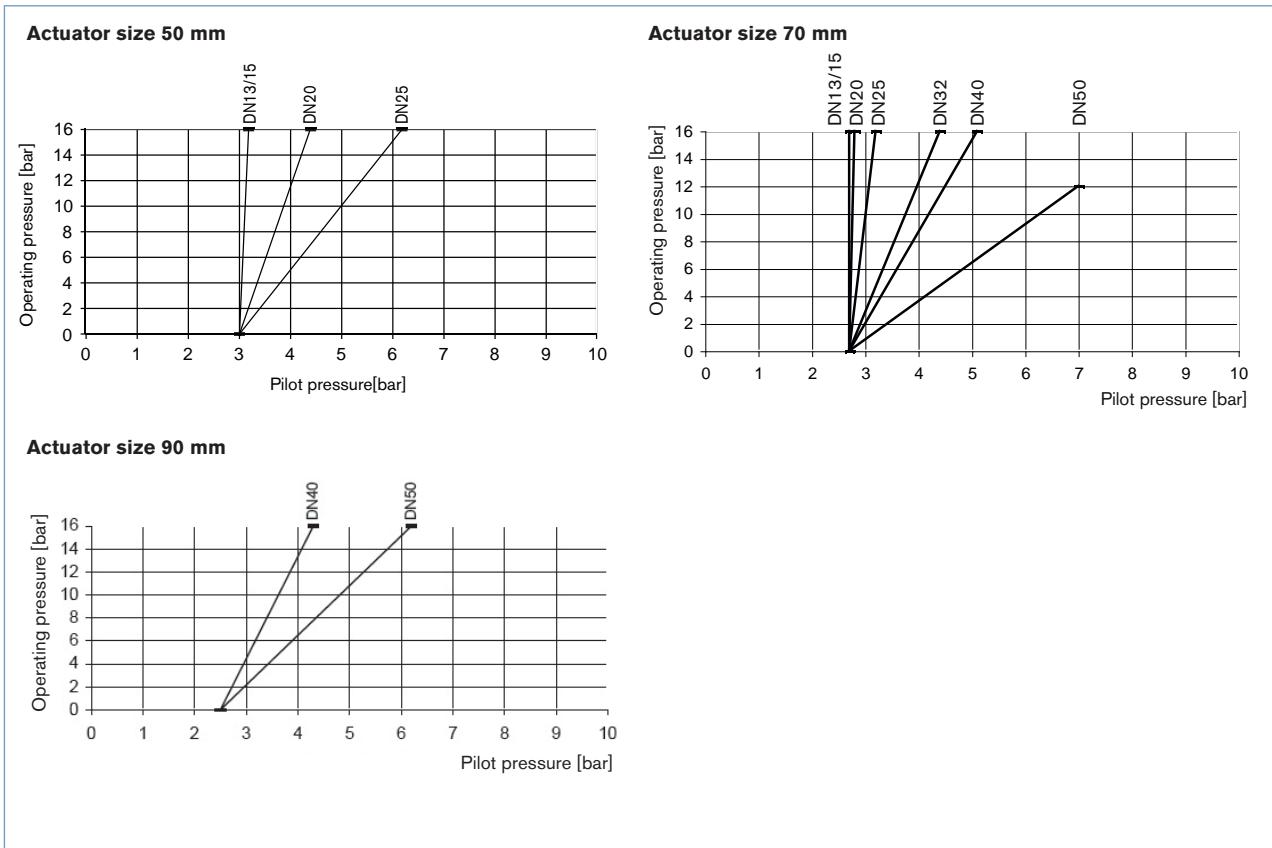 Actuator size 50 mm
DN13/15
DN20
DN25
Operating pressure [bar]
16
14
12
10
8
6
4
2
0
0 1 2 3 4 5 6 7 8 9 10
Pilot pressure[bar]
Actuator size 70 mm
DN13/15
DN20
DN25
DN32
DN40
DN50
Operating pressure [bar]
16
14
12
10
8
6
4
2
0
0 1 2 3 4 5 6 7 8 9 10
Pilot pressure [bar]
Actuator size 90 mm
DN40
DN50
Operating pressure [bar]
16
14
12
10
8
6
4
2
0
0 1 2 3 4 5 6 7 8 9 10
Pilot pressure [bar]